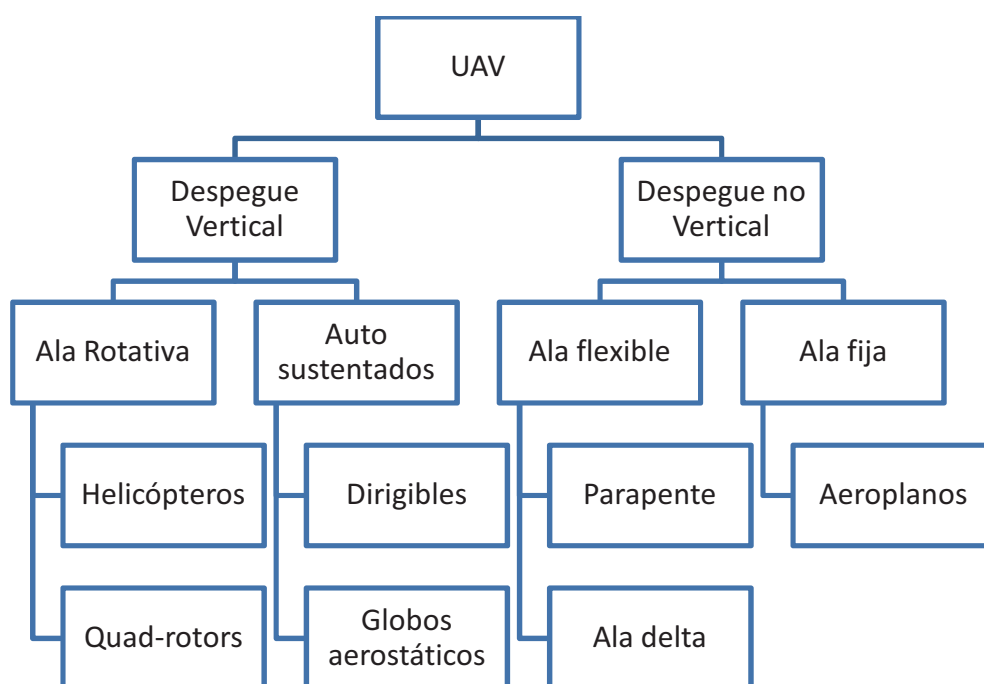 UAV
Despegue
Vertical
Despegue no
Vertical
Ala Rotativa
Auto
sustentados
Ala flexible
Ala fija
Helicópteros
Dirigibles
Parapente
Aeroplanos
Quad-rotors
Globos
aerostáticos
Ala delta